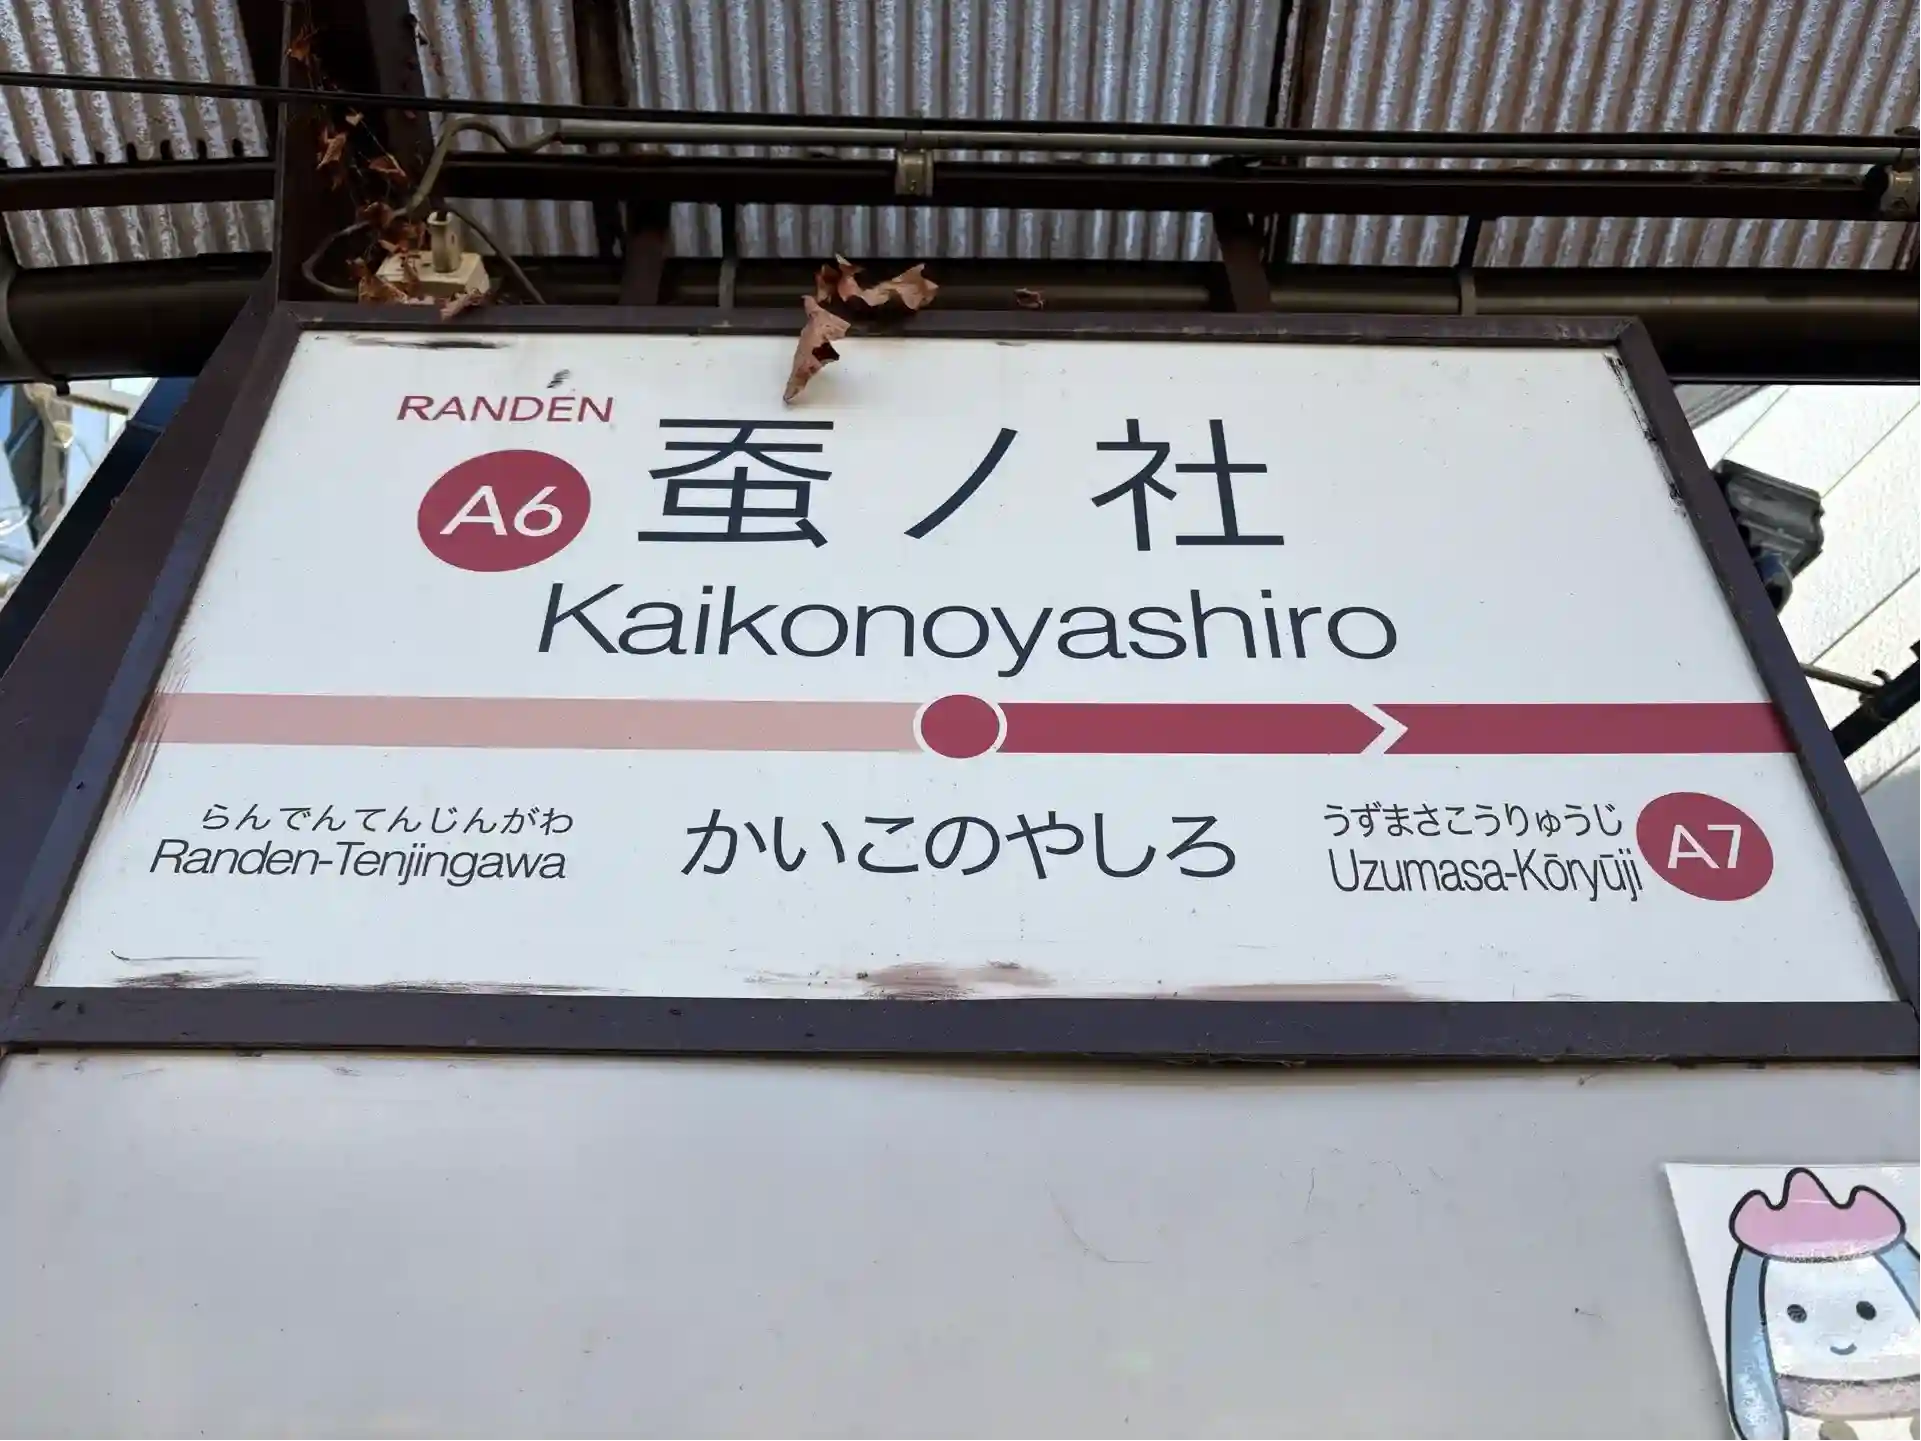 RANDEN
A6 蚕ノ社
Kaikonoyashiro
らんでんてんじんがわ
Randen-Tenjingawa
かいこのやしろ
うずまさこうりゅうじ
Uzumasa-Kōryūji
A7